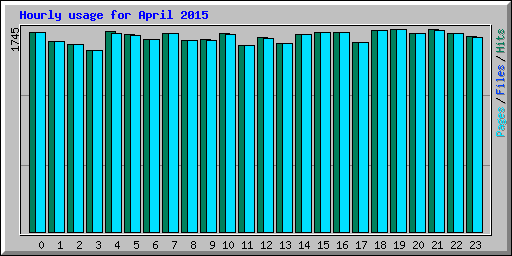 Hourly usage for April 2015
1745
Pages/Files/Hits
0 1 2 3 4 5 6 7 8 9 10 11 12 13 14 15 16 17 18 19 20 21 22 23